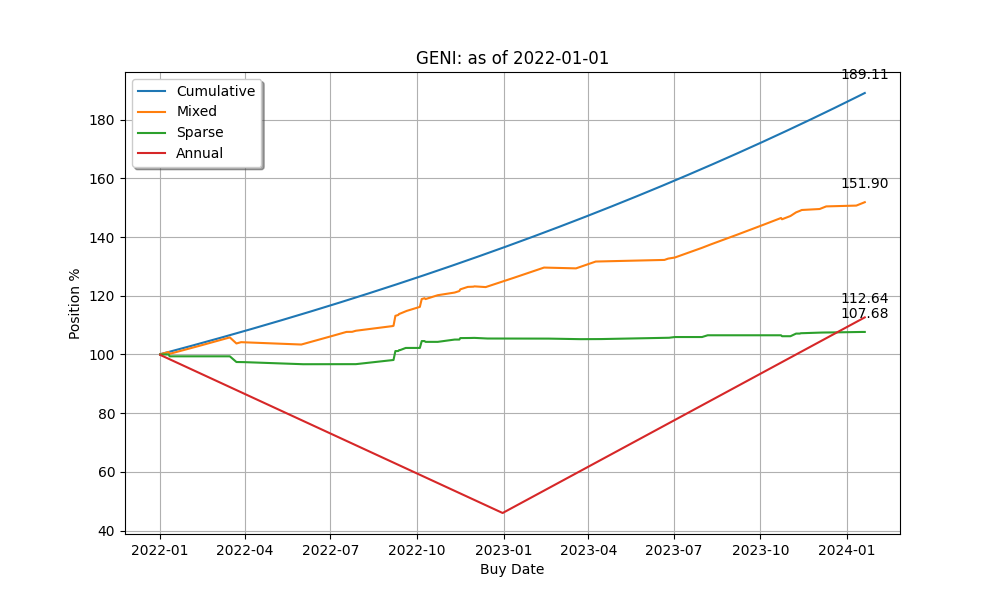 GENI: as of 2022-01-01
189.11
Cumulative
Mixed
Sparse
Annual
180
160
140
120
100
80
60
40
151.90
112.64
107.68
Position %
2022-01 2022-04 2022-07 2022-10 2023-01 2023-04 2023-07 2023-10 2024-01
Buy Date